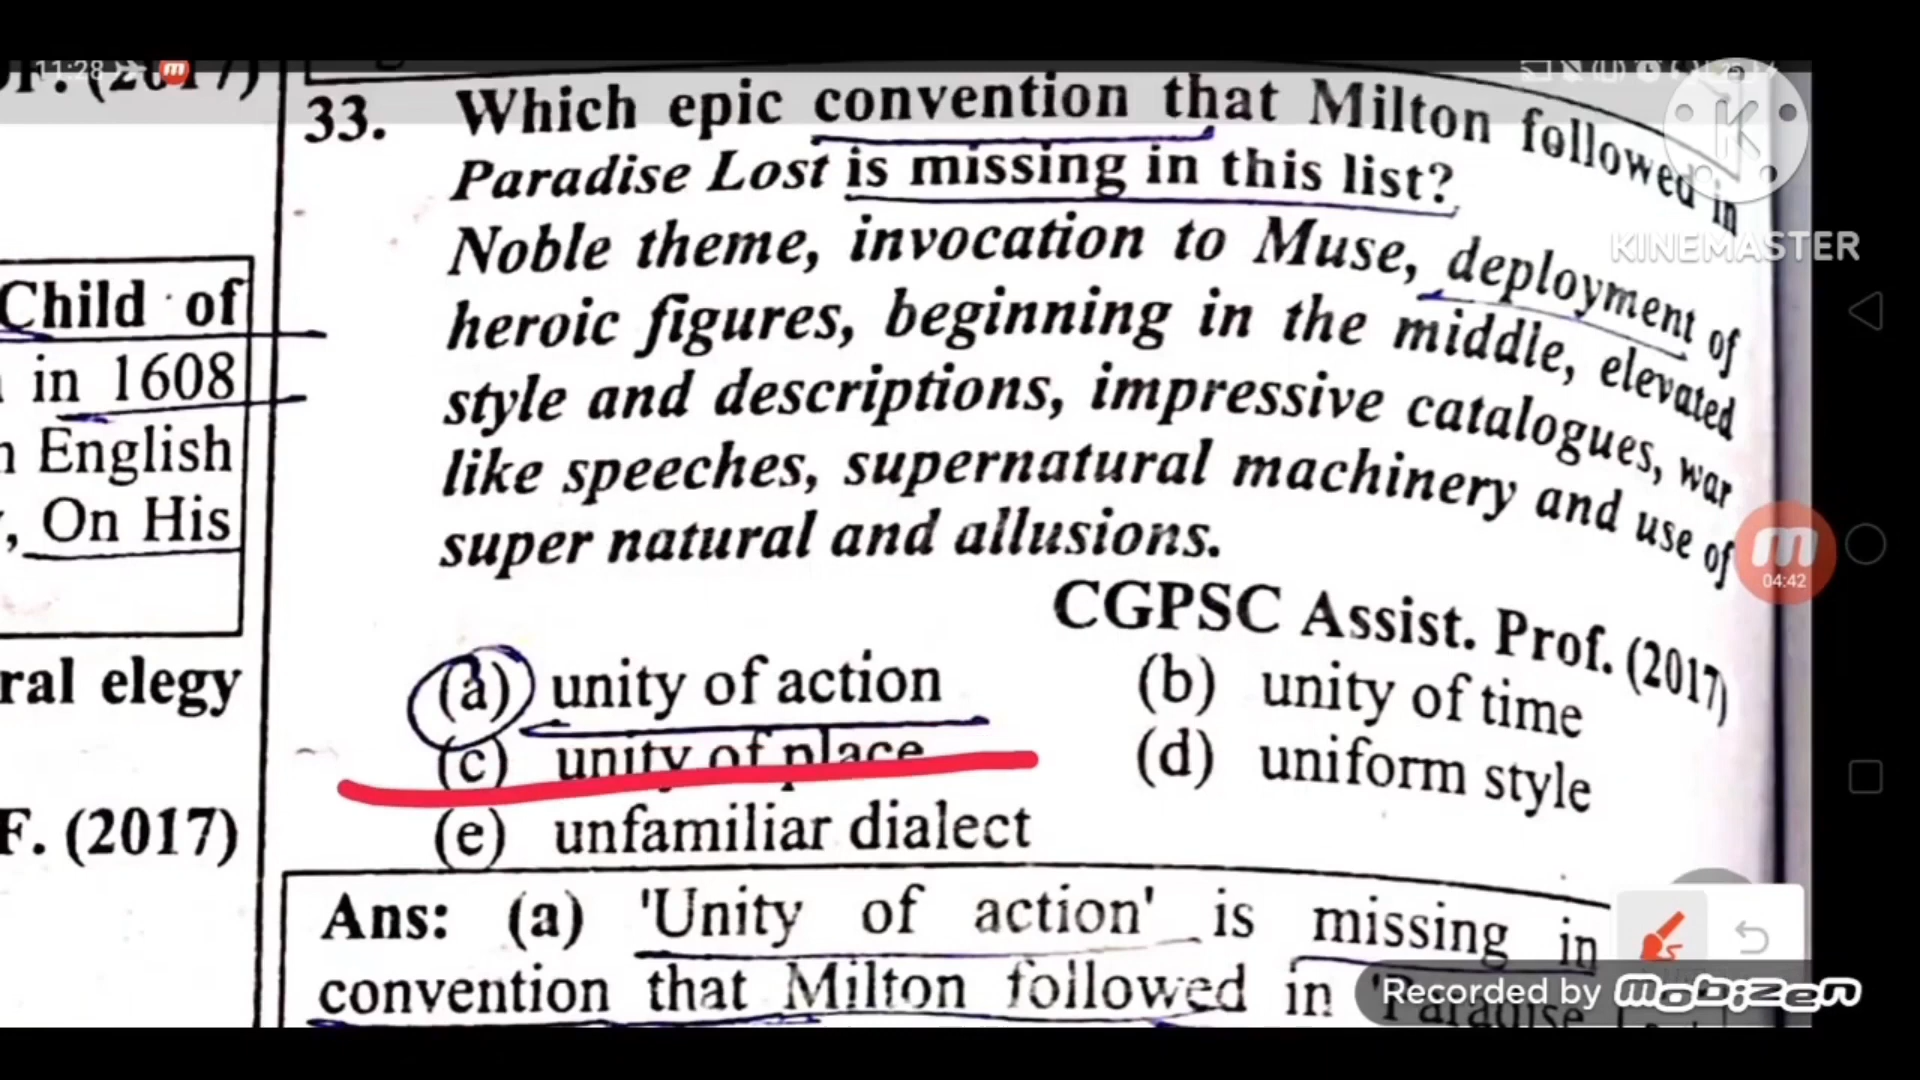 11:28
F. (2017)
Child of
in 1608
English
, On His
ral elegy
F. (2017)
33. Which epic convention that Milton followed in
Paradise Lost is missing in this list?
Noble theme, invocation to Muse, deployment of
heroic figures, beginning in the middle, elevated
style and descriptions, impressive catalogues, war
like speeches, supernatural machinery and use of
super natural and allusions.
CGPSC Assist. Prof. (2017)
(a) unity of action (b) unity of time
(c) unity of place (d) uniform style
(e) unfamiliar dialect
Ans: (a) 'Unity of action' is missing in
convention that Milton followed in 'Paradise
KINEMASTER
04:42
Recorded by mobizen